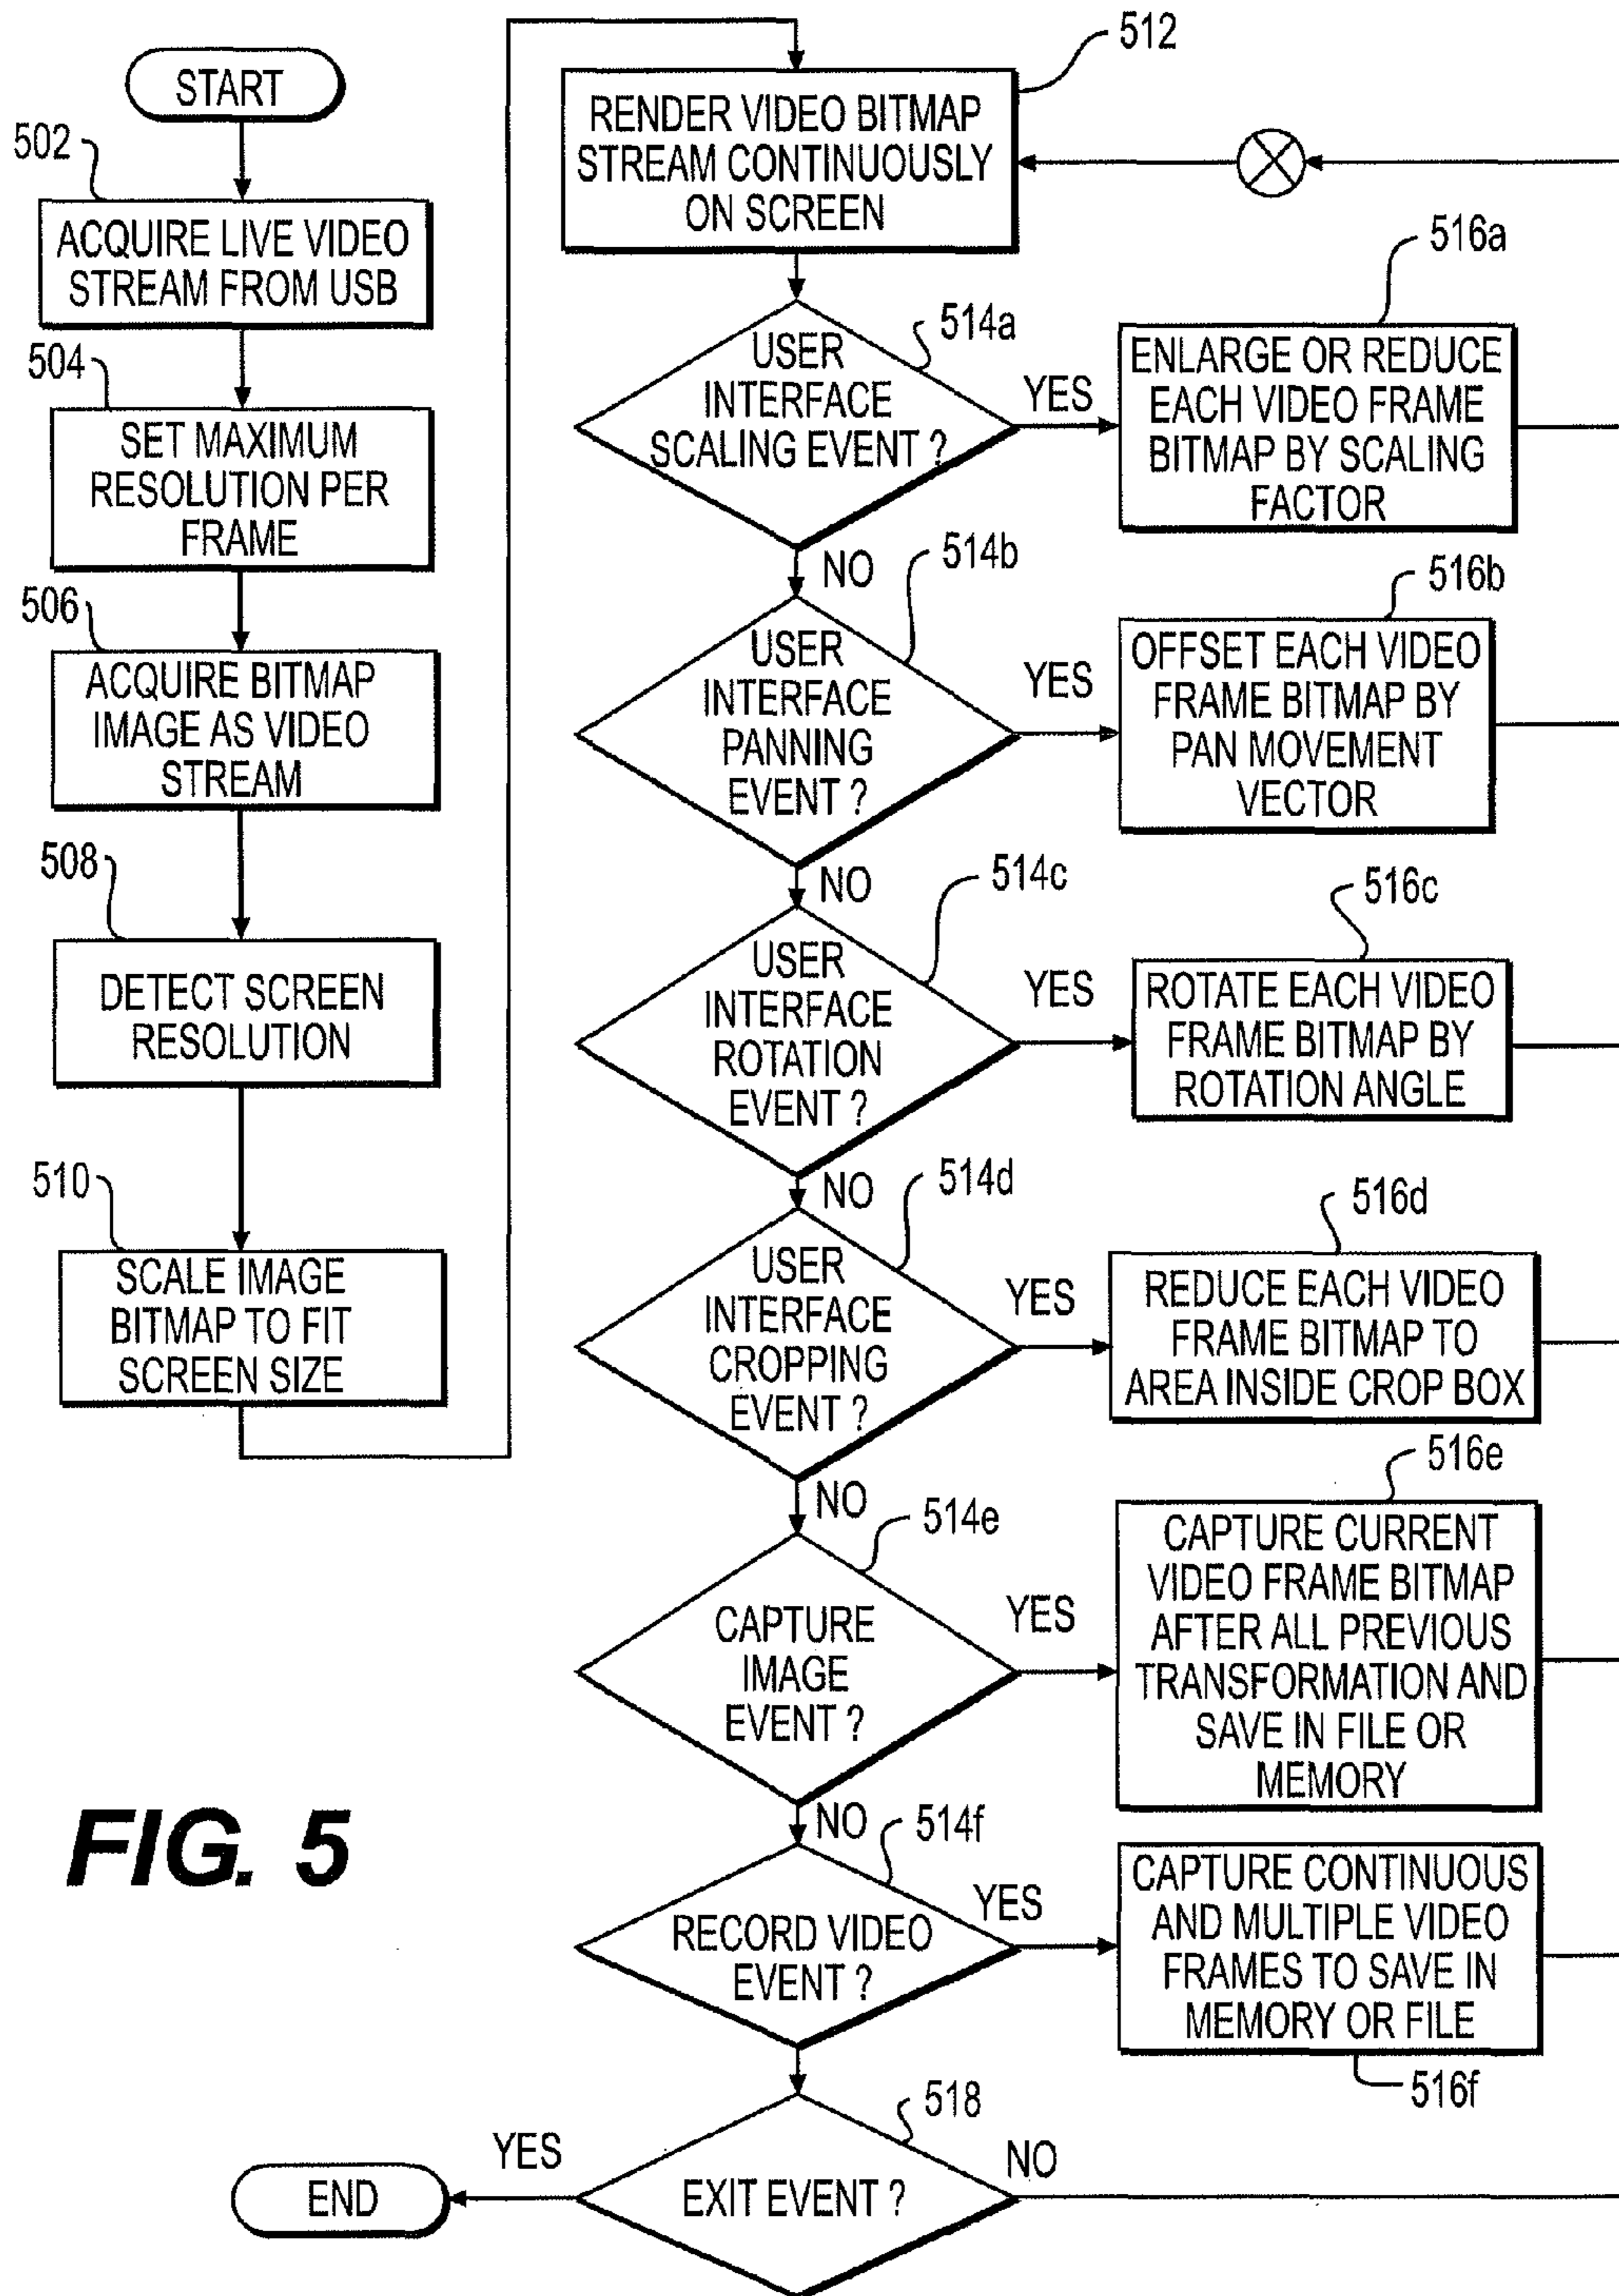 START
502
ACQUIRE LIVE VIDEO
STREAM FROM USB
504
SET MAXIMUM
RESOLUTION PER
FRAME
506
ACQUIRE BITMAP
IMAGE AS VIDEO
STREAM
508
DETECT SCREEN
RESOLUTION
510
SCALE IMAGE
BITMAP TO FIT
SCREEN SIZE
512
RENDER VIDEO BITMAP
STREAM CONTINUOUSLY
ON SCREEN
514a
USER
INTERFACE
SCALING EVENT ?
YES
516a
ENLARGE OR REDUCE
EACH VIDEO FRAME
BITMAP BY SCALING
FACTOR
NO
514b
USER
INTERFACE
PANNING
EVENT ?
YES
516b
OFFSET EACH VIDEO
FRAME BITMAP BY
PAN MOVEMENT
VECTOR
NO
514c
USER
INTERFACE
ROTATION
EVENT ?
YES
516c
ROTATE EACH VIDEO
FRAME BITMAP BY
ROTATION ANGLE
NO
514d
USER
INTERFACE
CROPPING
EVENT ?
YES
516d
REDUCE EACH VIDEO
FRAME BITMAP TO
AREA INSIDE CROP BOX
NO
514e
CAPTURE
IMAGE
EVENT ?
YES
516e
CAPTURE CURRENT
VIDEO FRAME BITMAP
AFTER ALL PREVIOUS
TRANSFORMATION AND
SAVE IN FILE OR
MEMORY
NO
514f
RECORD VIDEO
EVENT ?
YES
CAPTURE CONTINUOUS
AND MULTIPLE VIDEO
FRAMES TO SAVE IN
MEMORY OR FILE
516f
518
EXIT EVENT ?
YES
NO
END
FIG. 5